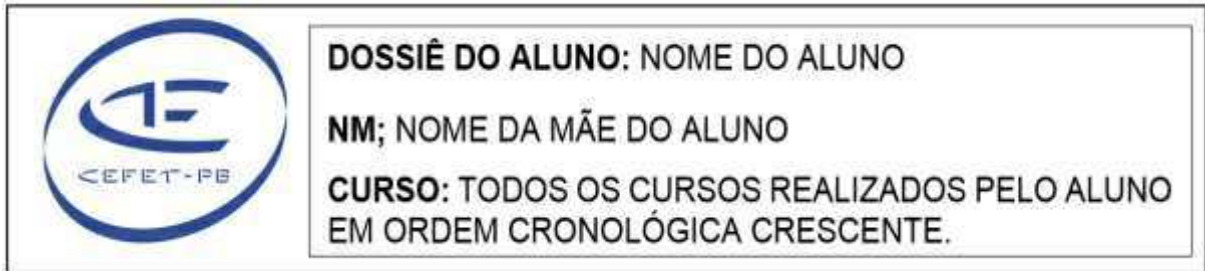 CEFET-PB
DOSSIÊ DO ALUNO: NOME DO ALUNO
NM; NOME DA MÃE DO ALUNO
CURSO: TODOS OS CURSOS REALIZADOS PELO ALUNO
EM ORDEM CRONOLÓGICA CRESCENTE.